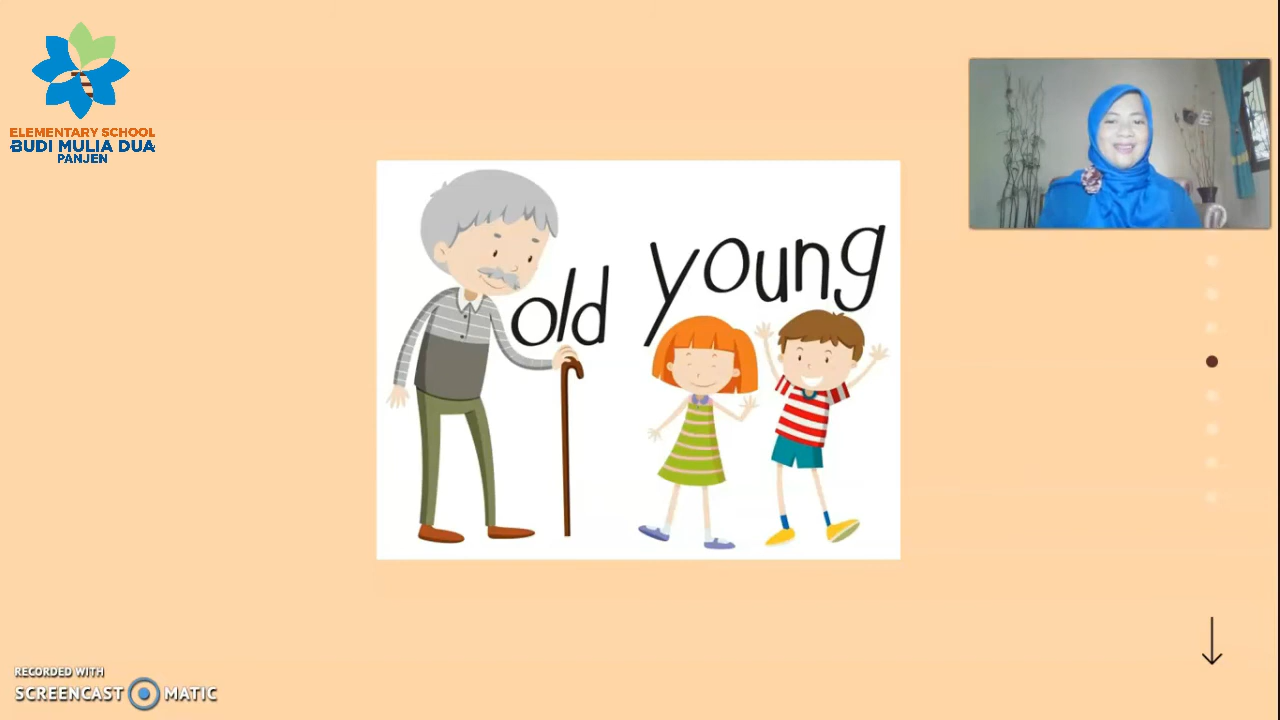 ELEMENTARY SCHOOL
BUDI MULIA DUA
PANJEN
old young
RECORDED WITH
SCREENCAST MATIC